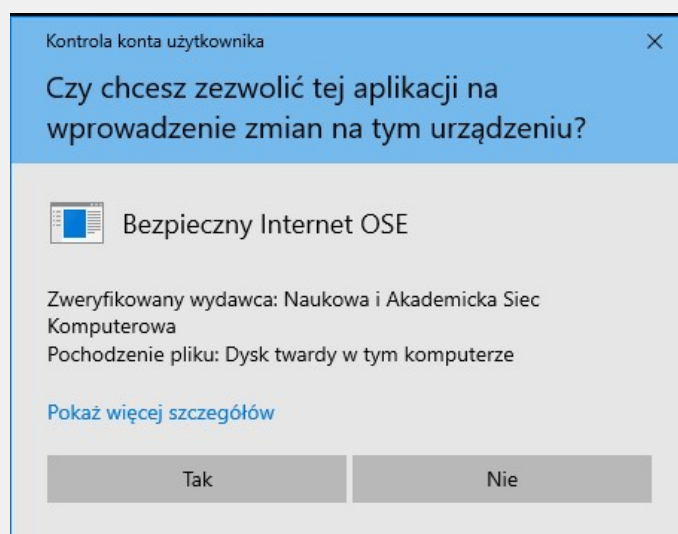 Kontrola konta użytkownika
Czy chcesz zezwolić tej aplikacji na
wprowadzenie zmian na tym urządzeniu?
Bezpieczny Internet OSE
Zweryfikowany wydawca: Naukowa i Akademicka Siec
Komputerowa
Pochodzenie pliku: Dysk twardy w tym komputerze
Pokaż więcej szczegółów
Tak
Nie